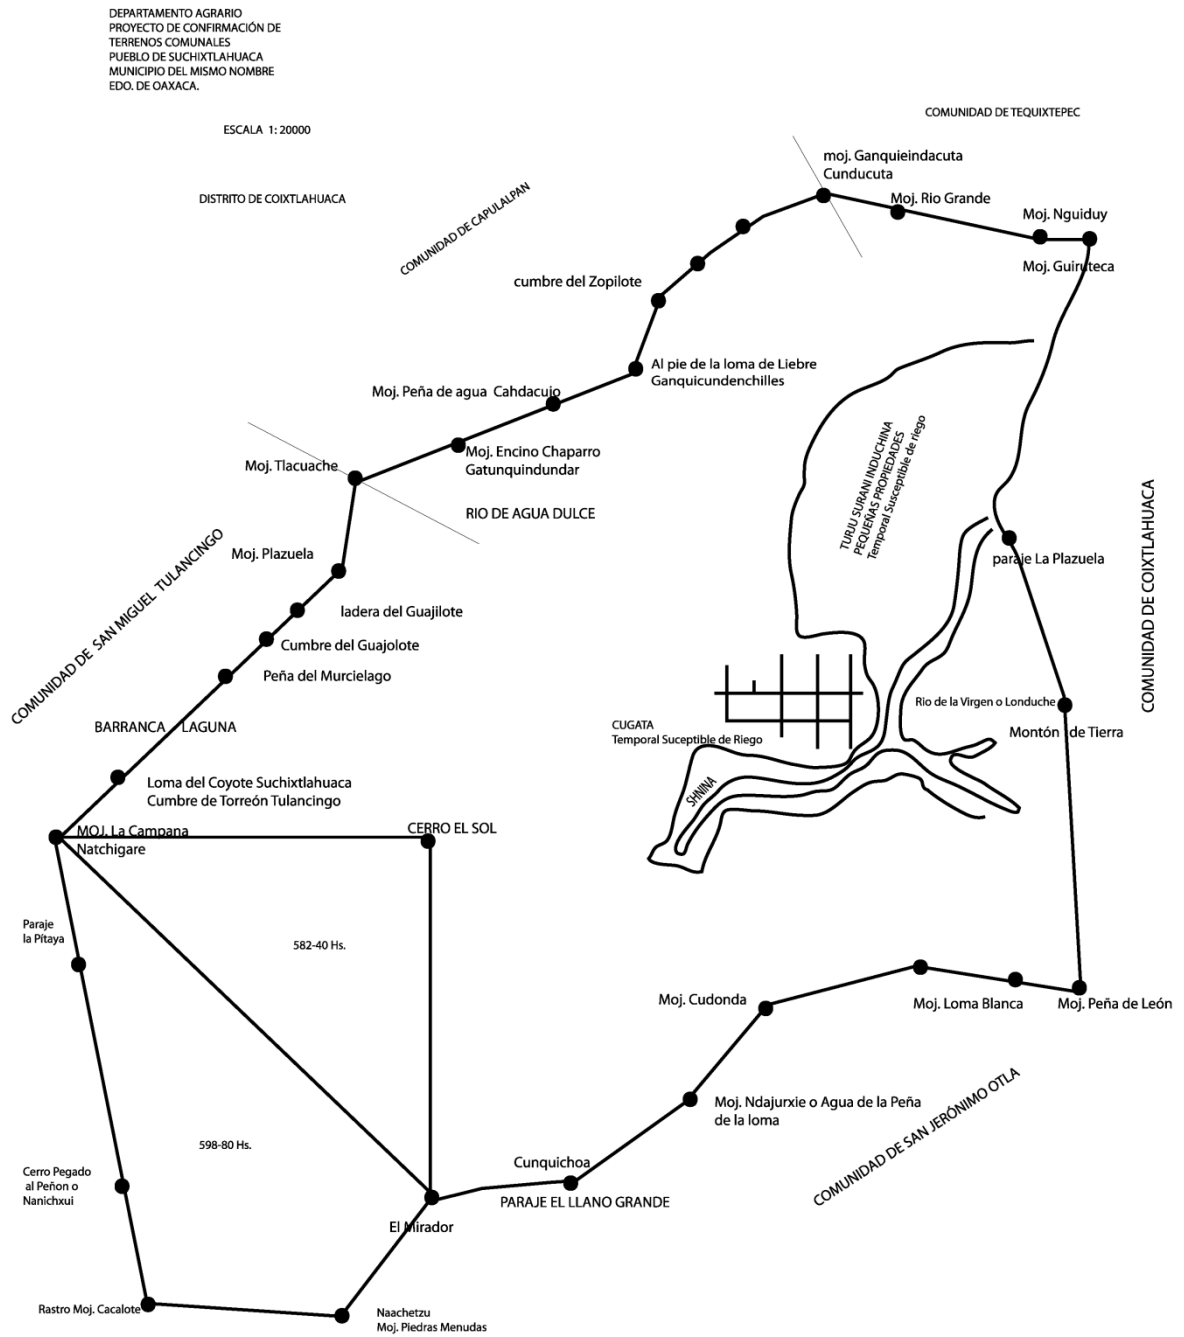 DEPARTAMENTO AGRARIO
PROYECTO DE CONFIRMACIÓN DE
TERRENOS COMUNALES
PUEBLO DE SUCHIXTLAHUACA
MUNICIPIO DEL MISMO NOMBRE
EDO. DE OAXACA.
ESCALA 1: 20000
DISTRITO DE COIXTLAHUACA
COMUNIDAD DE TEQUIXTEPEC
COMUNIDAD DE CAPULALPAN
moj. Ganquieindacuta
Cunducuta
Moj. Rio Grande
Moj. Nguiduy
Moj. Guiruteca
cumbre del Zopilote
Al pie de la loma de Liebre
Ganquicundenchilles
Moj. Peña de agua Cahdacujo
Moj. Encino Chaparro
Gatunquindundar
Moj. Tlacuache
RIO DE AGUA DULCE
TURJU SURANI INDUCHINA
PEQUEÑAS PROPIEDADES
Temporal Susceptible de riego
COMUNIDAD DE COIXTLAHUACA
paraje La Plazuela
Moj. Plazuela
COMUNIDAD DE SAN MIGUEL TULANCINGO
ladera del Guajilote
Cumbre del Guajolote
Peña del Murcielago
BARRANCA LAGUNA
Rio de la Virgen o Londuche
Montón de Tierra
CUGATA
Temporal Suceptible de Riego
SHNINA
Loma del Coyote Suchixtlahuaca
Cumbre de Torreón Tulancingo
MOJ. La Campana
Natchigare
CERRO EL SOL
Paraje
la Pítaya
582-40 Hs.
Moj. Cudonda
Moj. Loma Blanca
Moj. Peña de León
Moj. Ndajurxie o Agua de la Peña
de la loma
COMUNIDAD DE SAN JERÓNIMO OTLA
598-80 Hs.
Cerro Pegado
al Peñon o
Nanichxui
Cunquichoa
PARAJE EL LLANO GRANDE
El Mirador
Rastro Moj. Cacalote
Naachetzu
Moj. Piedras Menudas